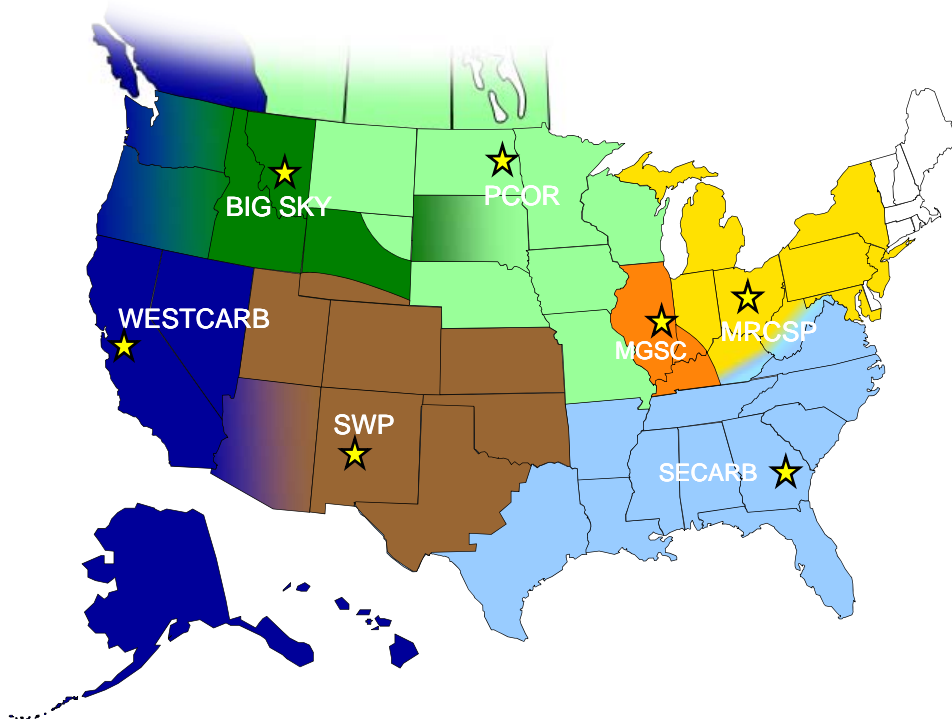 PCOR
BIG SKY
WESTCARB
MRCSP
MGSC
SWP
SECARB